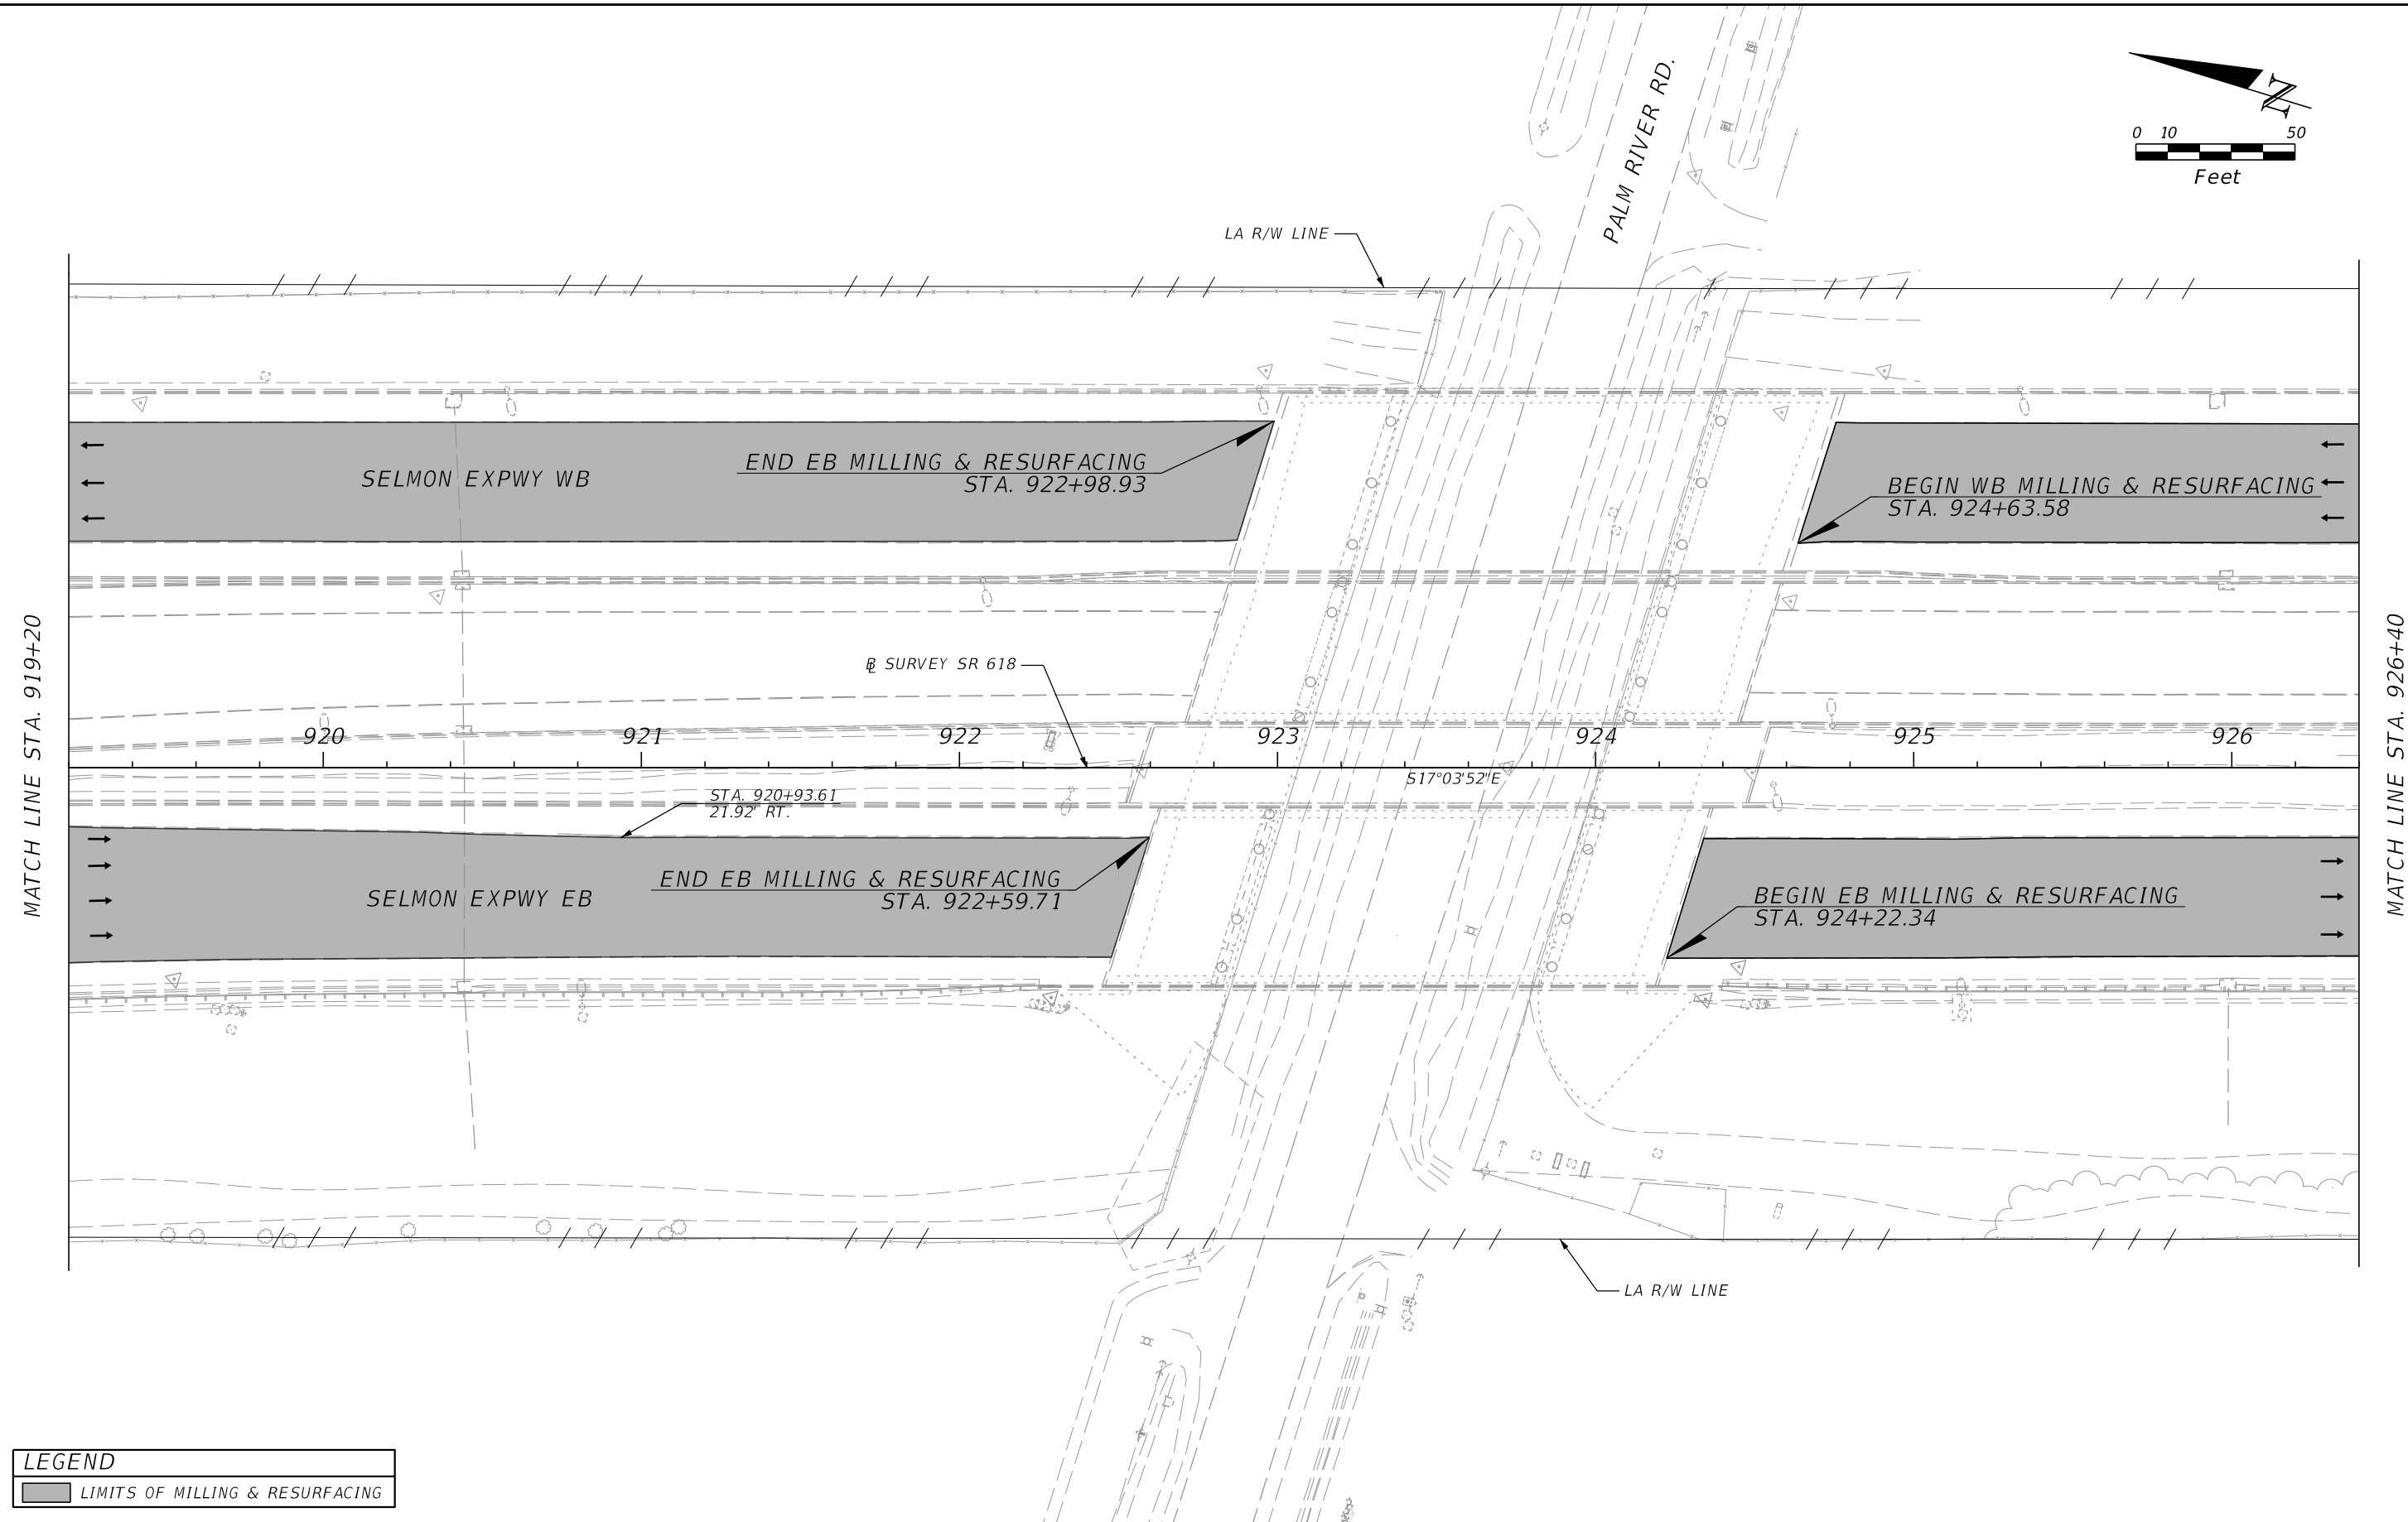 PALM RIVER RD.
N
0 10 50
Feet
LA R/W LINE
SELMON EXPWY WB
END EB MILLING & RESURFACING
STA. 922+98.93
BEGIN WB MILLING & RESURFACING
STA. 924+63.58
MATCH LINE STA. 919+20
MATCH LINE STA. 926+40
BL SURVEY SR 618
920 921 922 923 924 925 926
S17°03'52"E
STA. 920+93.61
21.92' RT.
SELMON EXPWY EB
END EB MILLING & RESURFACING
STA. 922+59.71
BEGIN EB MILLING & RESURFACING
STA. 924+22.34
LA R/W LINE
LEGEND
LIMITS OF MILLING & RESURFACING